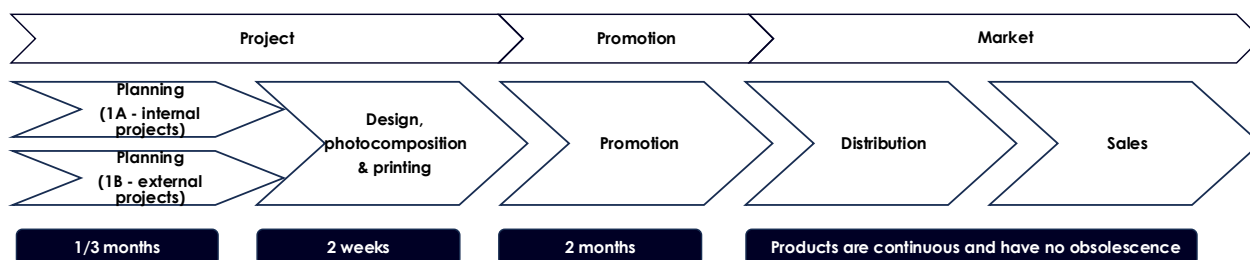 Project
Promotion
Market
Planning
(1A - internal
projects)
Planning
(1B - external
projects)
Design,
photocomposition
& printing
Promotion
Distribution
Sales
1/3 months
2 weeks
2 months
Products are continuous and have no obsolescence